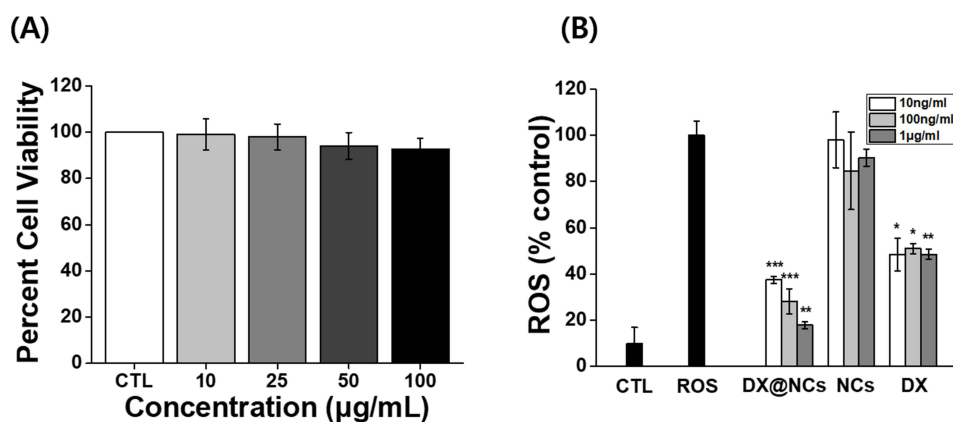 (A)
Percent Cell Viability
120
100
80
60
40
20
0
CTL 10 25 50 100
Concentration (µg/mL)
(B)
ROS (% control)
120
100
80
60
40
20
0
10ng/ml
100ng/ml
1µg/ml
*** *** **
* * **
CTL ROS DX@NCs NCs DX